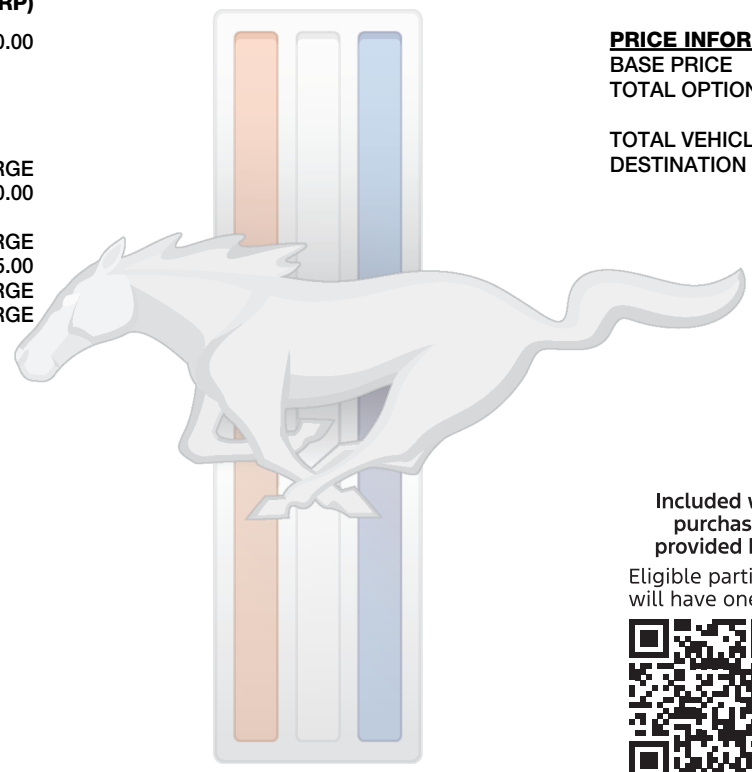 RP)
0.00
RGE
0.00
RGE
5.00
RGE
RGE
PRICE INFOR
BASE PRICE
TOTAL OPTION
TOTAL VEHICL
DESTINATION
Included
purchas
provided
Eligible parti
will have one